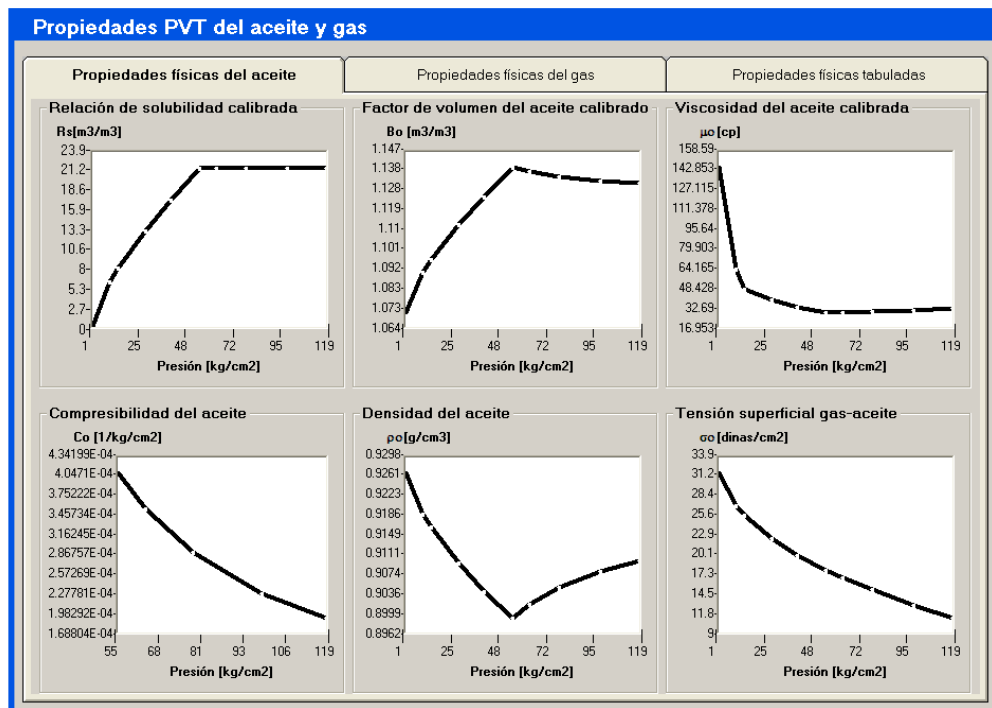 Propiedades PVT del aceite y gas
Propiedades físicas del aceite
Propiedades físicas del gas
Propiedades físicas tabuladas
Relación de solubilidad calibrada
Rs[m3/m3]
23.9
21.2
18.6
15.9
13.3
10.6
8
5.3
2.7
0
1 25 48 72 95 119
Presión [kg/cm2]
Factor de volumen del aceite calibrado
Bo [m3/m3]
1.147
1.138
1.128
1.119
1.11
1.101
1.092
1.083
1.073
1.064
1 25 48 72 95 119
Presión [kg/cm2]
Viscosidad del aceite calibrada
µo [cp]
158.59
142.853
127.115
111.378
95.64
79.903
64.165
48.428
32.69
16.953
1 25 48 72 95 119
Presión [kg/cm2]
Compresibilidad del aceite
Co [1/kg/cm2]
4.34199E-04
4.0471E-04
3.75222E-04
3.45734E-04
3.16245E-04
2.86757E-04
2.57269E-04
2.27781E-04
1.98292E-04
1.68804E-04
55 68 81 93 106 119
Presión [kg/cm2]
Densidad del aceite
ρo[g/cm3]
0.9298
0.9261
0.9223
0.9186
0.9149
0.9111
0.9074
0.9036
0.8999
0.8962
1 25 48 72 95 119
Presión [kg/cm2]
Tensión superficial gas-aceite
σo [dinas/cm2]
33.9
31.2
28.4
25.6
22.9
20.1
17.3
14.5
11.8
9
1 25 48 72 95 119
Presión [kg/cm2]